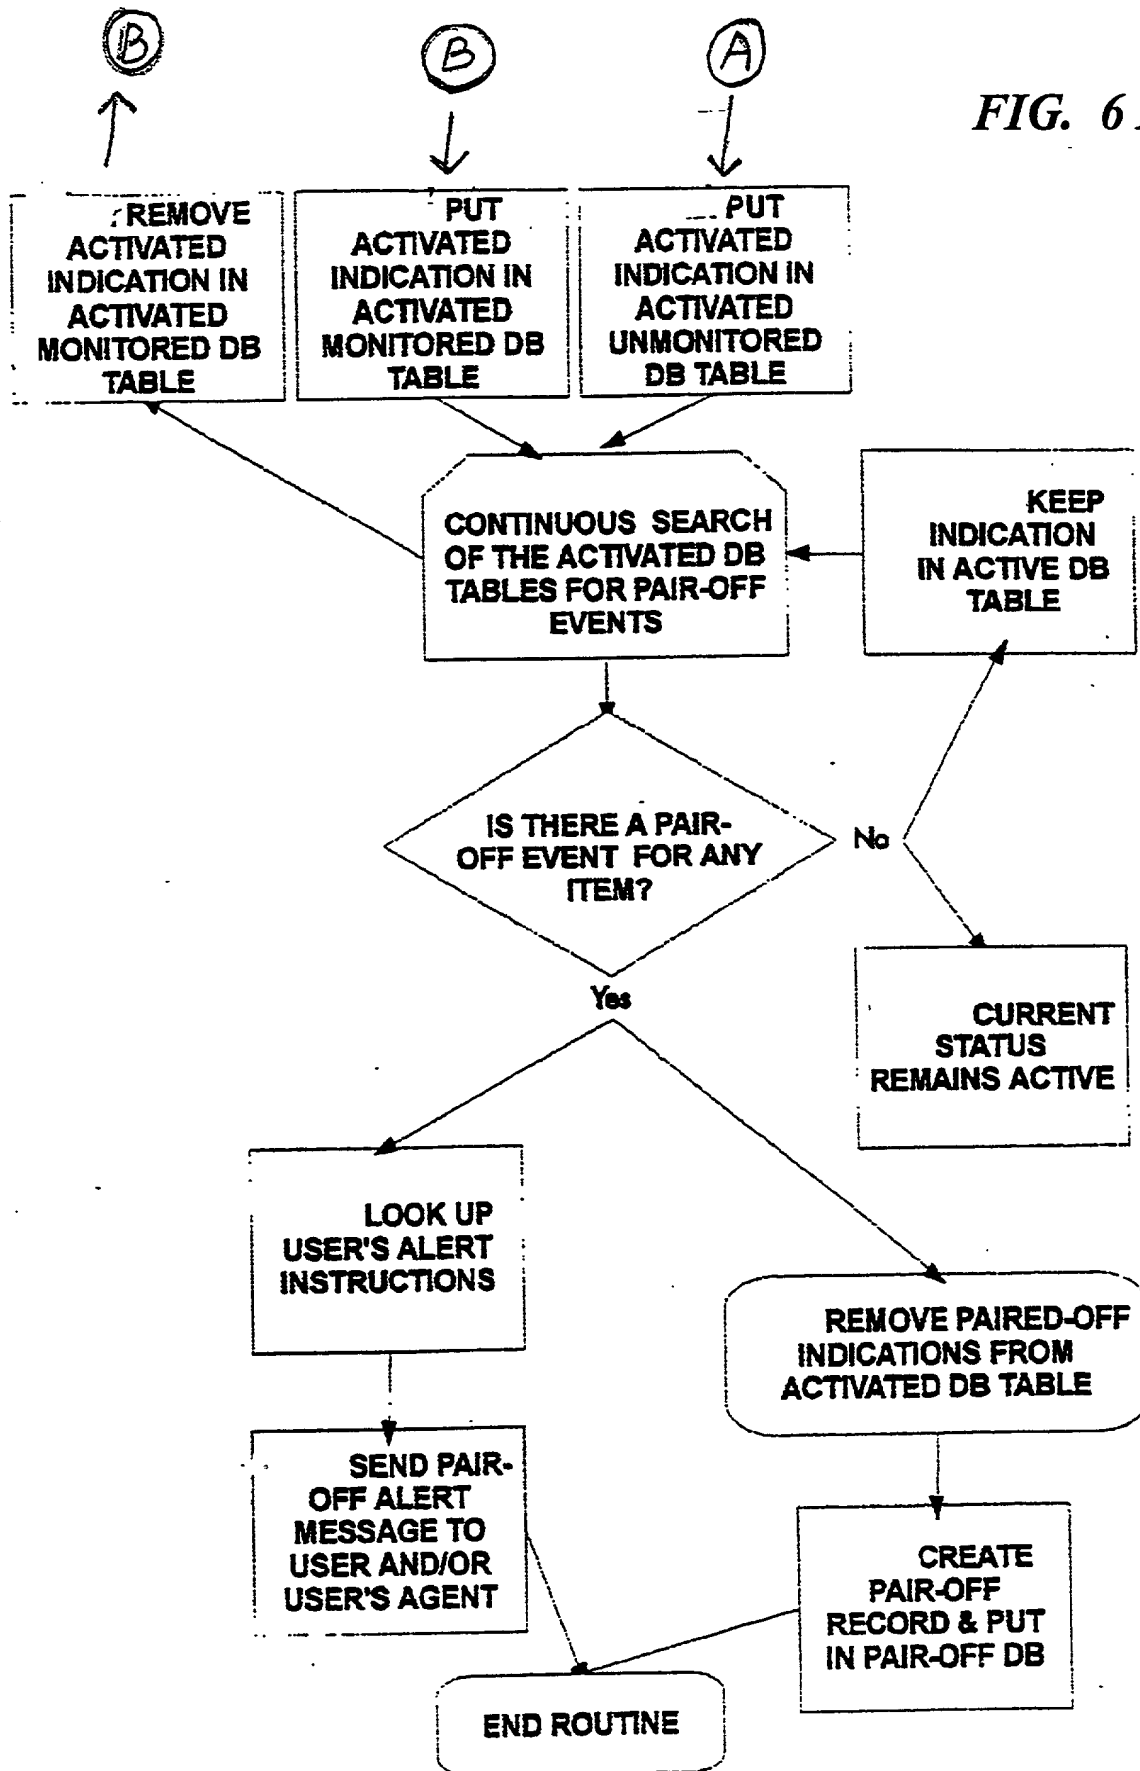 B
B
A
FIG. 6
REMOVE
ACTIVATED
INDICATION IN
ACTIVATED
MONITORED DB
TABLE
PUT
ACTIVATED
INDICATION IN
ACTIVATED
MONITORED DB
TABLE
PUT
ACTIVATED
INDICATION IN
ACTIVATED
UNMONITORED
DB TABLE
CONTINUOUS SEARCH
OF THE ACTIVATED DB
TABLES FOR PAIR-OFF
EVENTS
KEEP
INDICATION
IN ACTIVE DB
TABLE
IS THERE A PAIR-
OFF EVENT FOR ANY
ITEM?
No
Yes
CURRENT
STATUS
REMAINS ACTIVE
LOOK UP
USER'S ALERT
INSTRUCTIONS
REMOVE PAIRED-OFF
INDICATIONS FROM
ACTIVATED DB TABLE
SEND PAIR-
OFF ALERT
MESSAGE TO
USER AND/OR
USER'S AGENT
CREATE
PAIR-OFF
RECORD & PUT
IN PAIR-OFF DB
END ROUTINE